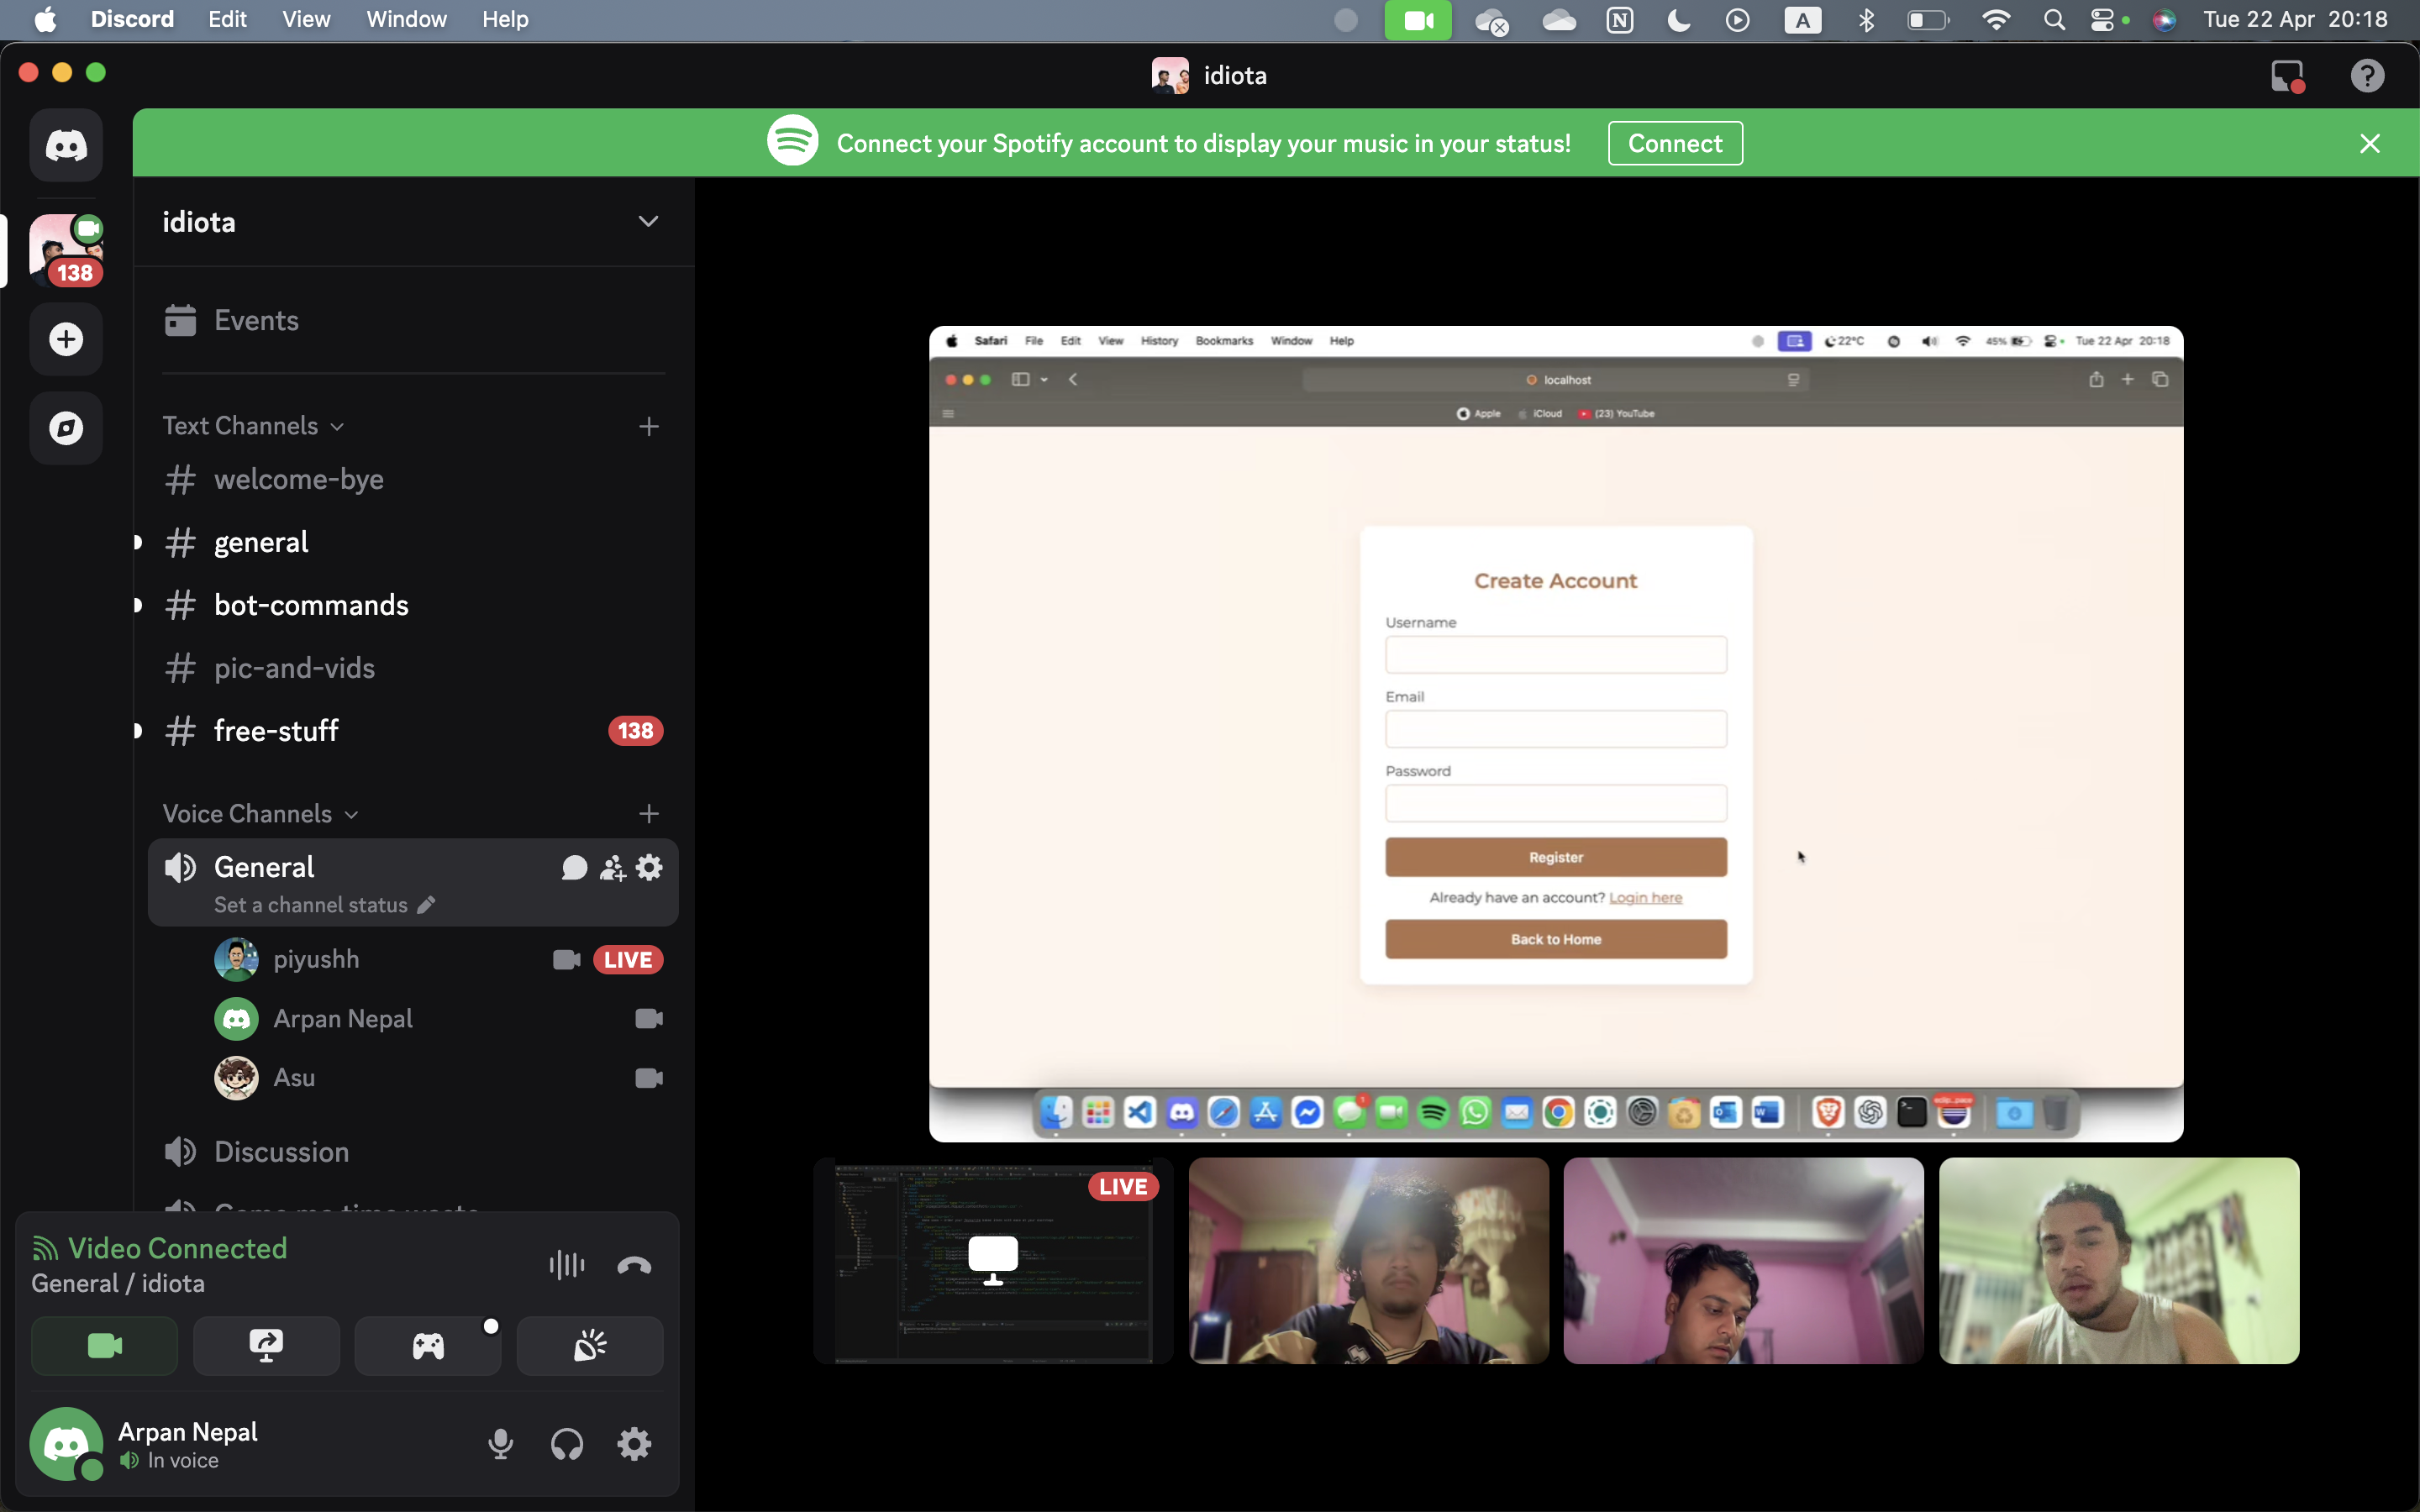 Discord Edit View Window Help
A
Tue 22 Apr 20:18
idiota
Connect your Spotify account to display your music in your status!
Connect
138
idiota
Events
Text Channels
# welcome-bye
# general
# bot-commands
# pic-and-vids
# free-stuff 138
Voice Channels
General
Set a channel status
piyushh LIVE
Arpan Nepal
Asu
Discussion
Video Connected
General / idiota
Arpan Nepal
In voice
Safari File Edit View History Bookmarks Window Help
22°C
45%
Tue 22 Apr 20:18
localhost
Apple iCloud (23) YouTube
Create Account
Username
Email
Password
Register
Already have an account? Login here
Back to Home
LIVE